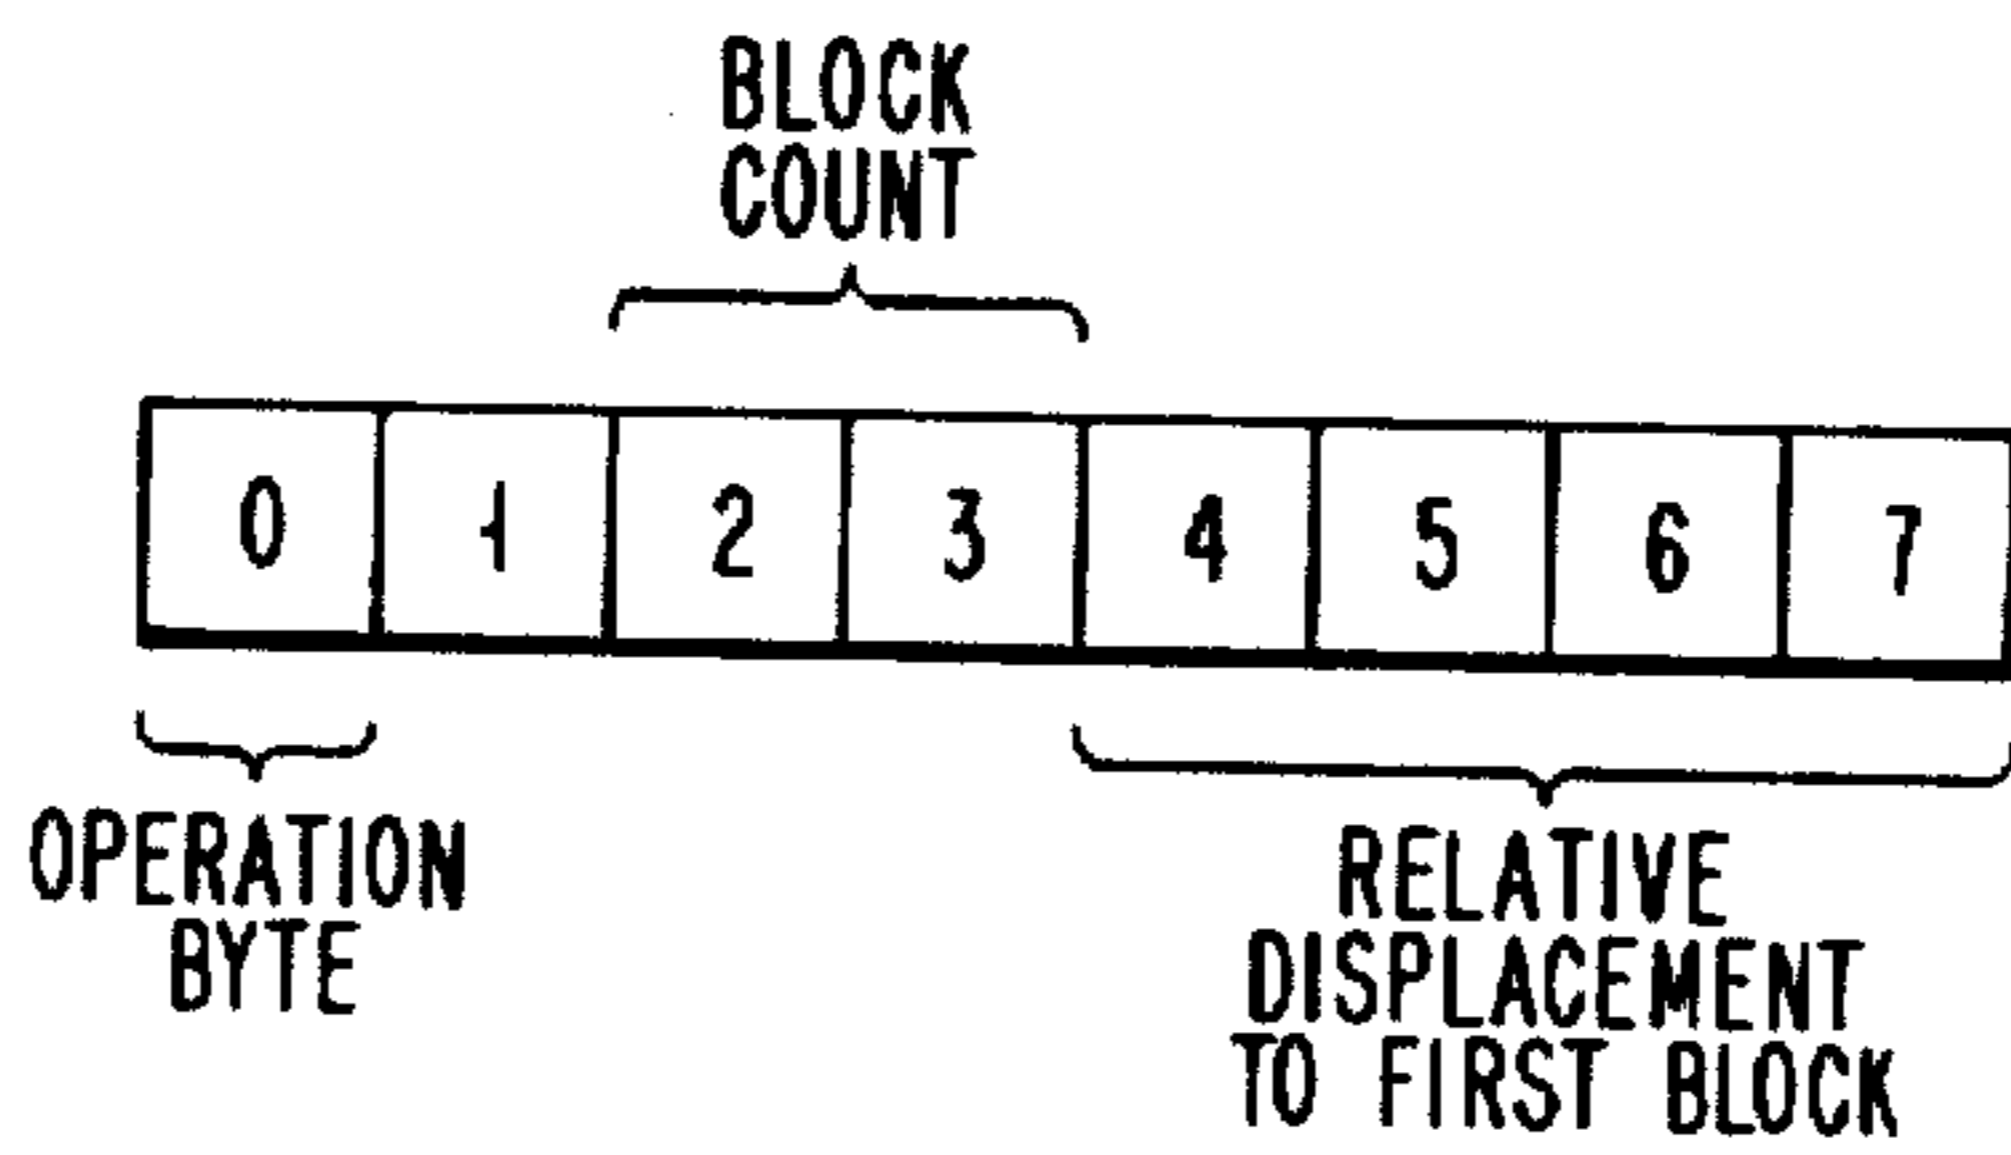 BLOCK
COUNT
0 1 2 3 4 5 6 7
OPERATION
BYTE
RELATIVE
DISPLACEMENT
TO FIRST BLOCK